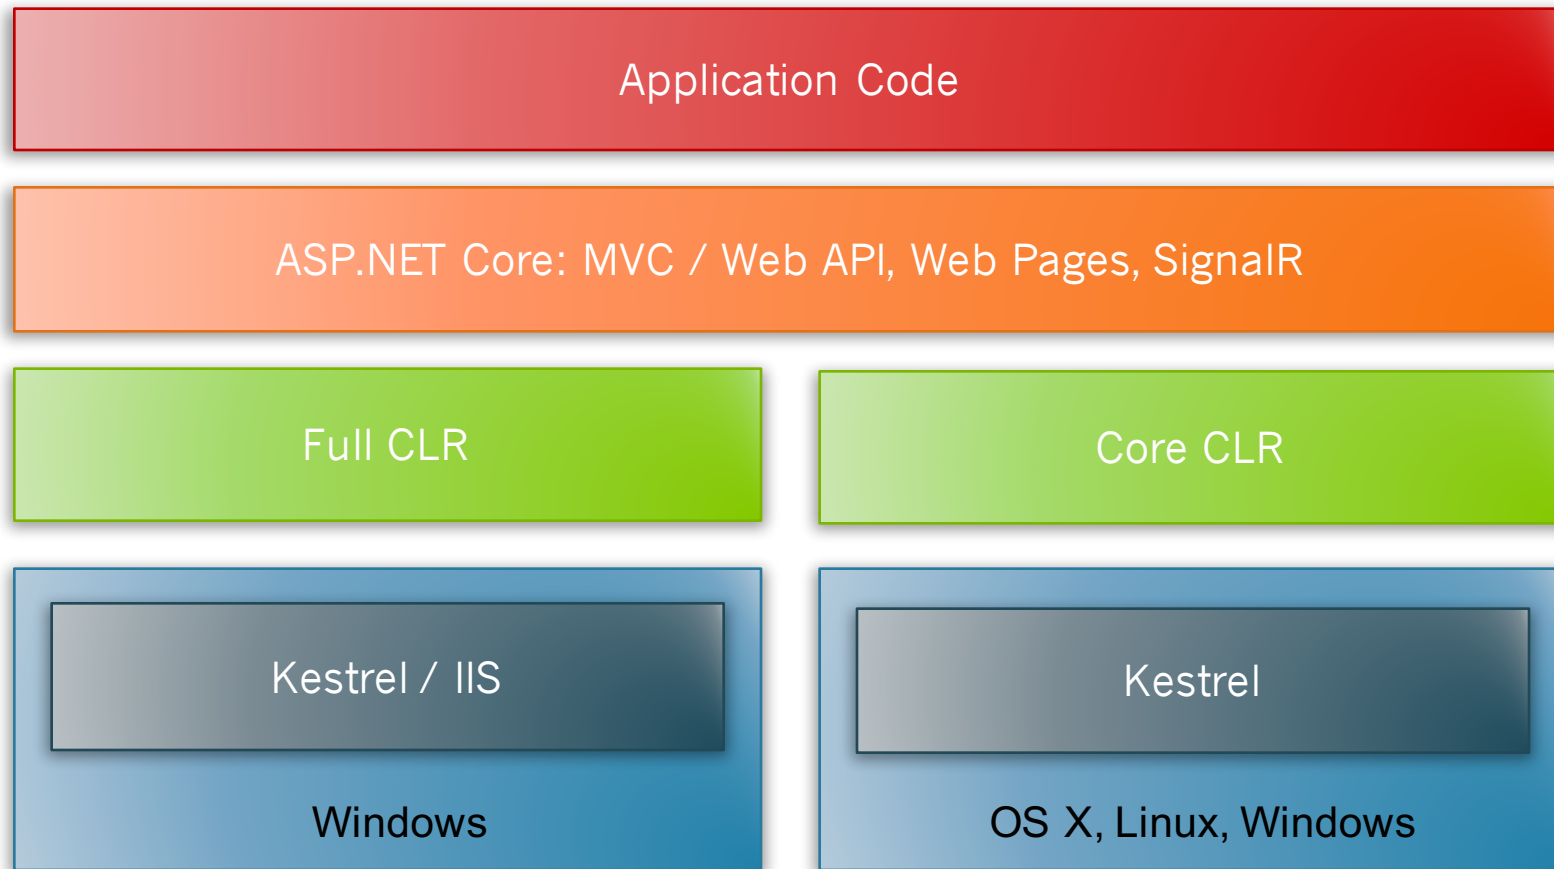 Application Code
ASP.NET Core: MVC / Web API, Web Pages, SignalR
Full CLR
Core CLR
Kestrel / IIS
Kestrel
Windows
OS X, Linux, Windows